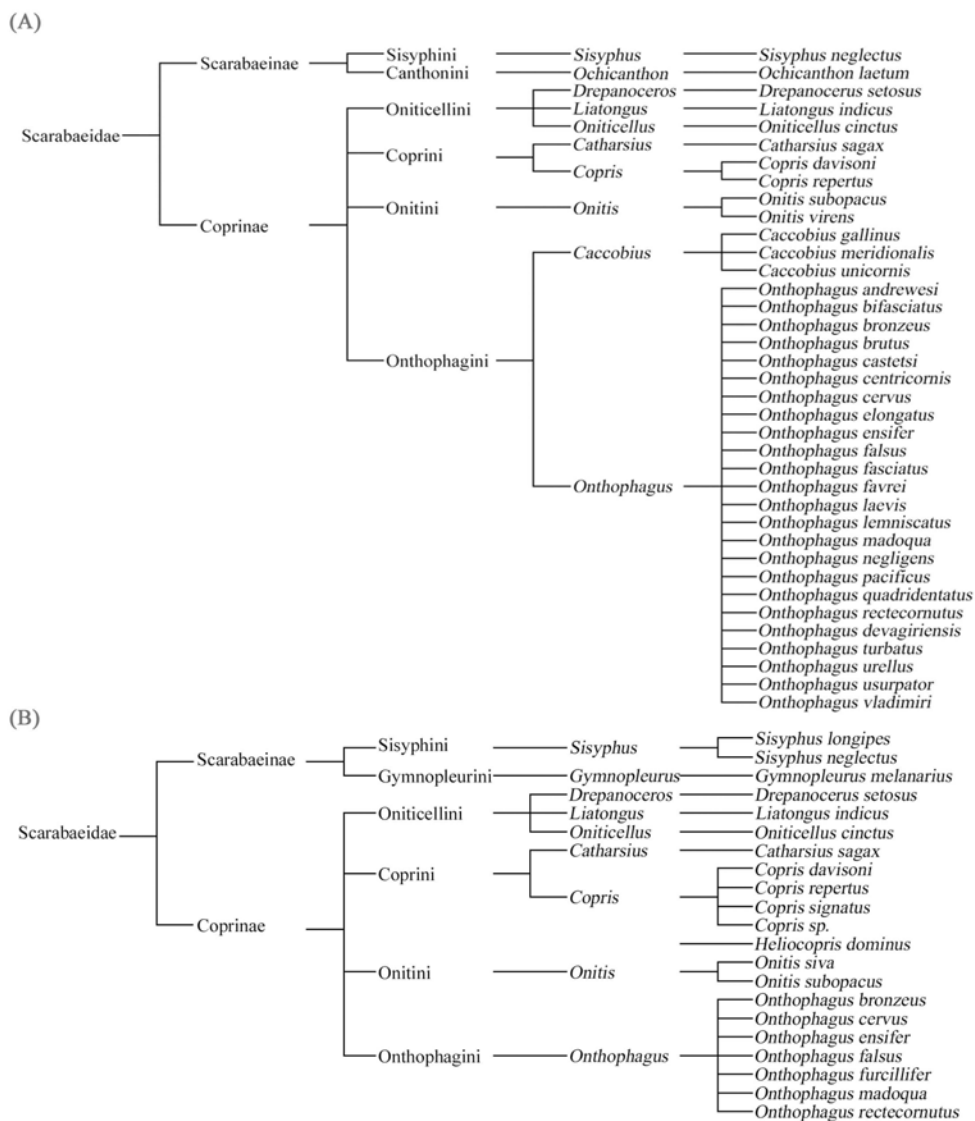 (A)
Scarabaeidae
Scarabaeinae
Sisyphini Sisyphus Sisyphus neglectus
Canthonini Ochicanthon Ochicanthon laetum
Coprinae
Oniticellini
Drepanoceros Drepanocerus setosus
Liatongus Liatongus indicus
Oniticellus Oniticellus cinctus
Coprini
Catharsius Catharsius sagax
Copris
Copris davisoni
Copris repertus
Onitini Onitis
Onitis subopacus
Onitis virens
Onthophagini
Caccobius
Caccobius gallinus
Caccobius meridionalis
Caccobius unicornis
Onthophagus
Onthophagus andrewesi
Onthophagus bifasciatus
Onthophagus bronzeus
Onthophagus brutus
Onthophagus castetsi
Onthophagus centricornis
Onthophagus cervus
Onthophagus elongatus
Onthophagus ensifer
Onthophagus falsus
Onthophagus fasciatus
Onthophagus favrei
Onthophagus laevis
Onthophagus lemniscatus
Onthophagus madoqua
Onthophagus negligens
Onthophagus pacificus
Onthophagus quadridentatus
Onthophagus rectecornutus
Onthophagus devagiriensis
Onthophagus turbatus
Onthophagus urellus
Onthophagus usurpator
Onthophagus vladimiri
(B)
Scarabaeidae
Scarabaeinae
Sisyphini Sisyphus
Sisyphus longipes
Sisyphus neglectus
Gymnopleurini Gymnopleurus Gymnopleurus melanarius
Coprinae
Oniticellini
Drepanoceros Drepanocerus setosus
Liatongus Liatongus indicus
Oniticellus Oniticellus cinctus
Coprini
Catharsius Catharsius sagax
Copris
Copris davisoni
Copris repertus
Copris signatus
Copris sp.
Heliocopris dominus
Onitini Onitis
Onitis siva
Onitis subopacus
Onthophagini Onthophagus
Onthophagus bronzeus
Onthophagus cervus
Onthophagus ensifer
Onthophagus falsus
Onthophagus furcillifer
Onthophagus madoqua
Onthophagus rectecornutus